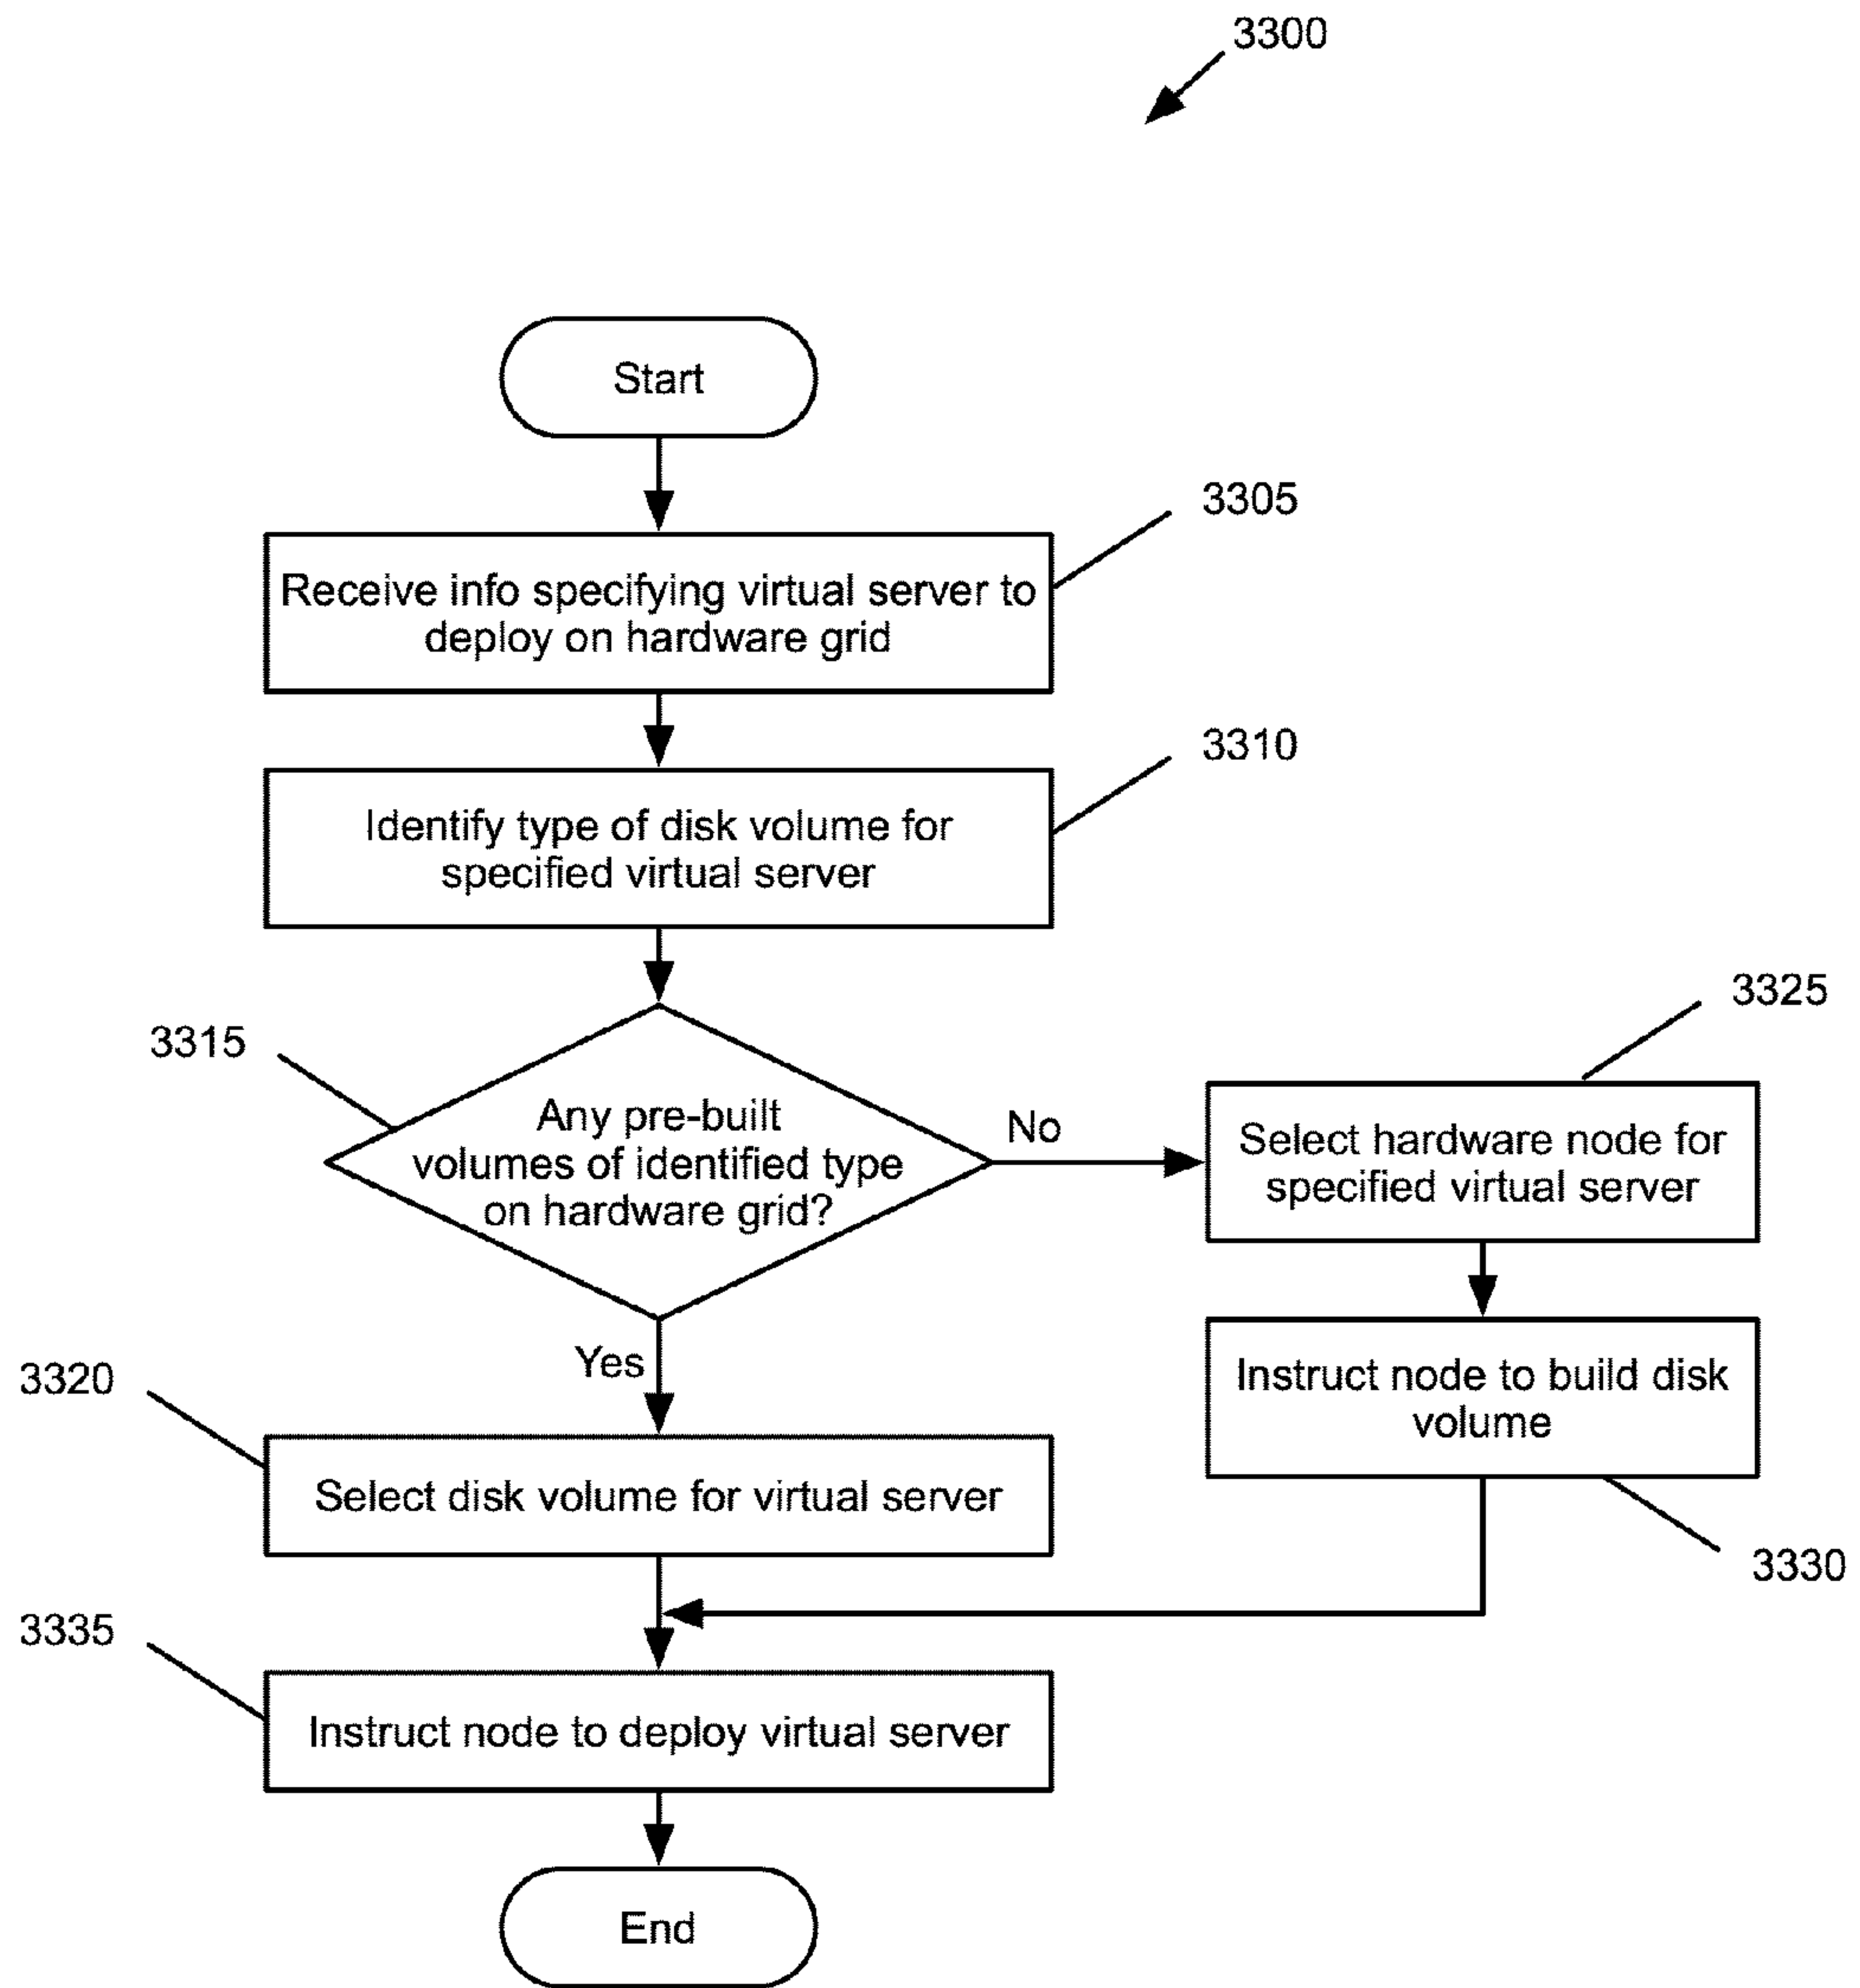 3300
Start
3305
Receive info specifying virtual server to
deploy on hardware grid
3310
Identify type of disk volume for
specified virtual server
3315
Any pre-built
volumes of identified type
on hardware grid?
No
3325
Select hardware node for
specified virtual server
Yes
Instruct node to build disk
volume
3330
3320
Select disk volume for virtual server
3335
Instruct node to deploy virtual server
End